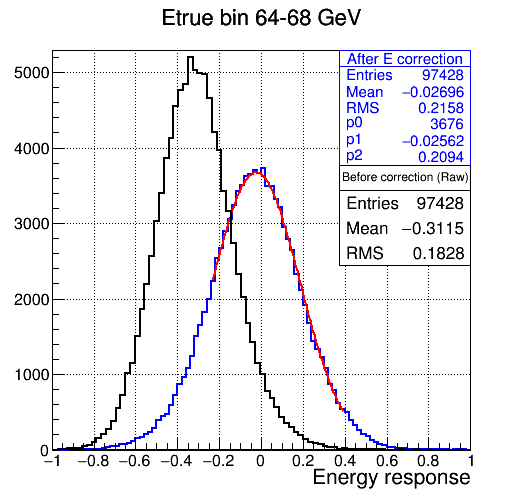 Etrue bin 64-68 GeV
After E correction
Entries 97428
Mean −0.02696
RMS 0.2158
p0 3676
p1 −0.02562
p2 0.2094
Before correction (Raw)
Entries 97428
Mean −0.3115
RMS 0.1828
5000
4000
3000
2000
1000
0
−1 −0.8 −0.6 −0.4 −0.2 0 0.2 0.4 0.6 0.8 1
Energy response